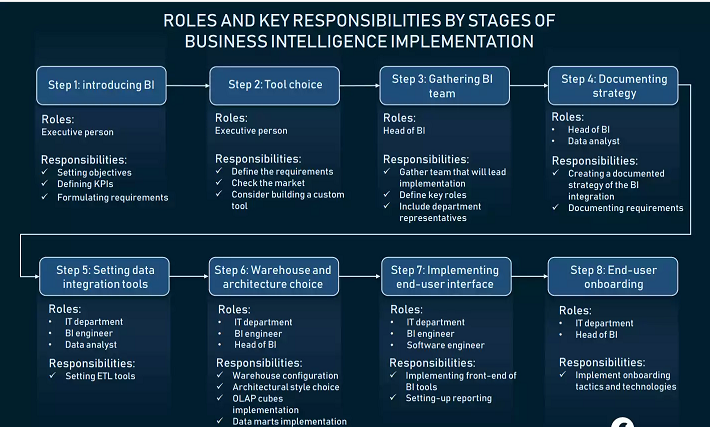 ROLES AND KEY RESPONSIBILITIES BY STAGES OF
BUSINESS INTELLIGENCE IMPLEMENTATION
Step 1: introducing BI
Roles:
Executive person
Responsibilities:
✓ Setting objectives
✓ Defining KPIs
✓ Formulating requirements
Step 2: Tool choice
Roles:
Executive person
Responsibilities:
✓ Define the requirements
✓ Check the market
✓ Consider building a custom
tool
Step 3: Gathering BI
team
Roles:
Head of BI
Responsibilities:
✓ Gather team that will lead
implementation
✓ Define key roles
✓ Include department
representatives
Step 4: Documenting
strategy
Roles:
• Head of BI
• Data analyst
Responsibilities:
✓ Creating a documented
strategy of the BI
integration
✓ Documenting requirements
Step 5: Setting data
integration tools
Roles:
• IT department
• BI engineer
• Data analyst
Responsibilities:
✓ Setting ETL tools
Step 6: Warehouse and
architecture choice
Roles:
• IT department
• BI engineer
• Head of BI
Responsibilities:
✓ Warehouse configuration
✓ Architectural style choice
✓ OLAP cubes
implementation
✓ Data marts implementation
Step 7: Implementing
end-user interface
Roles:
• IT department
• BI engineer
• Software engineer
Responsibilities:
✓ Implementing front-end of
BI tools
✓ Setting-up reporting
Step 8: End-user
onboarding
Roles:
• IT department
• Head of BI
Responsibilities:
✓ Implement onboarding
tactics and technologies